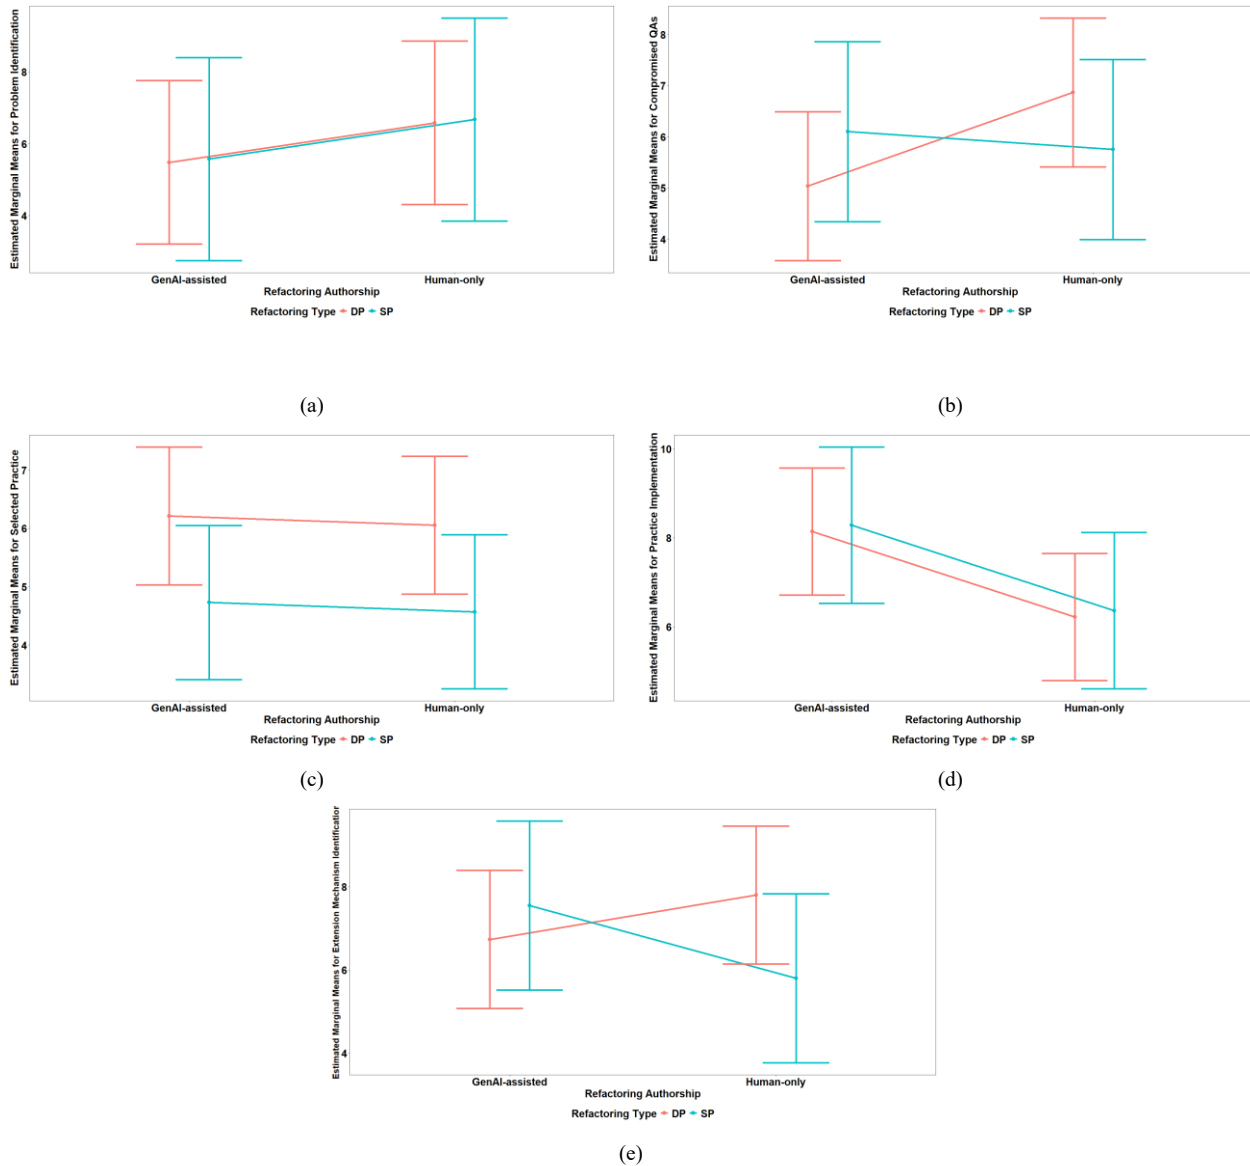 Estimated Marginal Means for Problem Identification
8
6
4
GenAI-assisted Human-only
Refactoring Authorship
Refactoring Type DP SP
(a)
Estimated Marginal Means for Compromised QAs
8
7
6
5
4
GenAI-assisted Human-only
Refactoring Authorship
Refactoring Type DP SP
(b)
Estimated Marginal Means for Selected Practice
7
6
5
4
GenAI-assisted Human-only
Refactoring Authorship
Refactoring Type DP SP
(c)
Estimated Marginal Means for Practice Implementation
10
8
6
GenAI-assisted Human-only
Refactoring Authorship
Refactoring Type DP SP
(d)
Estimated Marginal Means for Extension Mechanism Identification
8
6
4
GenAI-assisted Human-only
Refactoring Authorship
Refactoring Type DP SP
(e)